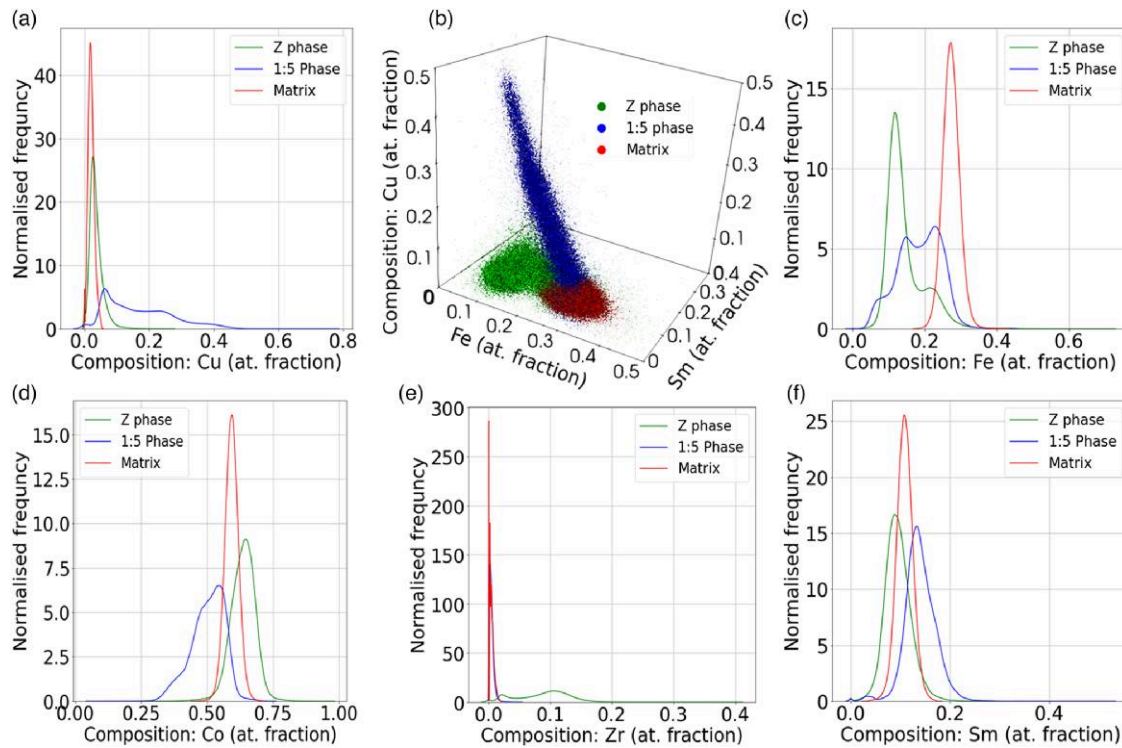 (a)
Normalised frequncy
40
30
20
10
0
Z phase
1:5 Phase
Matrix
0.0
0.2
0.4
0.6
0.8
Composition: Cu (at. fraction)
(b)
Composition: Cu (at. fraction)
0.5
0.4
0.3
0.2
0.1
0
Z phase
1:5 phase
Matrix
0.5
0.4
0.3
0.2
0.1
0.1
0.2
0.3
0.4
0.5
Fe (at. fraction)
0
0.1
0.2
0.3
0.4
Sm (at. fraction)
(c)
Normalised frequncy
15
10
5
0
Z phase
1:5 Phase
Matrix
0.0
0.2
0.4
0.6
Composition: Fe (at. fraction)
(d)
Normalised frequncy
15.0
12.5
10.0
7.5
5.0
2.5
0.0
Z phase
1:5 Phase
Matrix
0.00
0.25
0.50
0.75
1.00
Composition: Co (at. fraction)
(e)
Normalised frequncy
300
250
200
150
100
50
0
Z phase
1:5 Phase
Matrix
0.0
0.1
0.2
0.3
0.4
Composition: Zr (at. fraction)
(f)
Normalised frequncy
25
20
15
10
5
0
Z phase
1:5 Phase
Matrix
0.0
0.2
0.4
Composition: Sm (at. fraction)